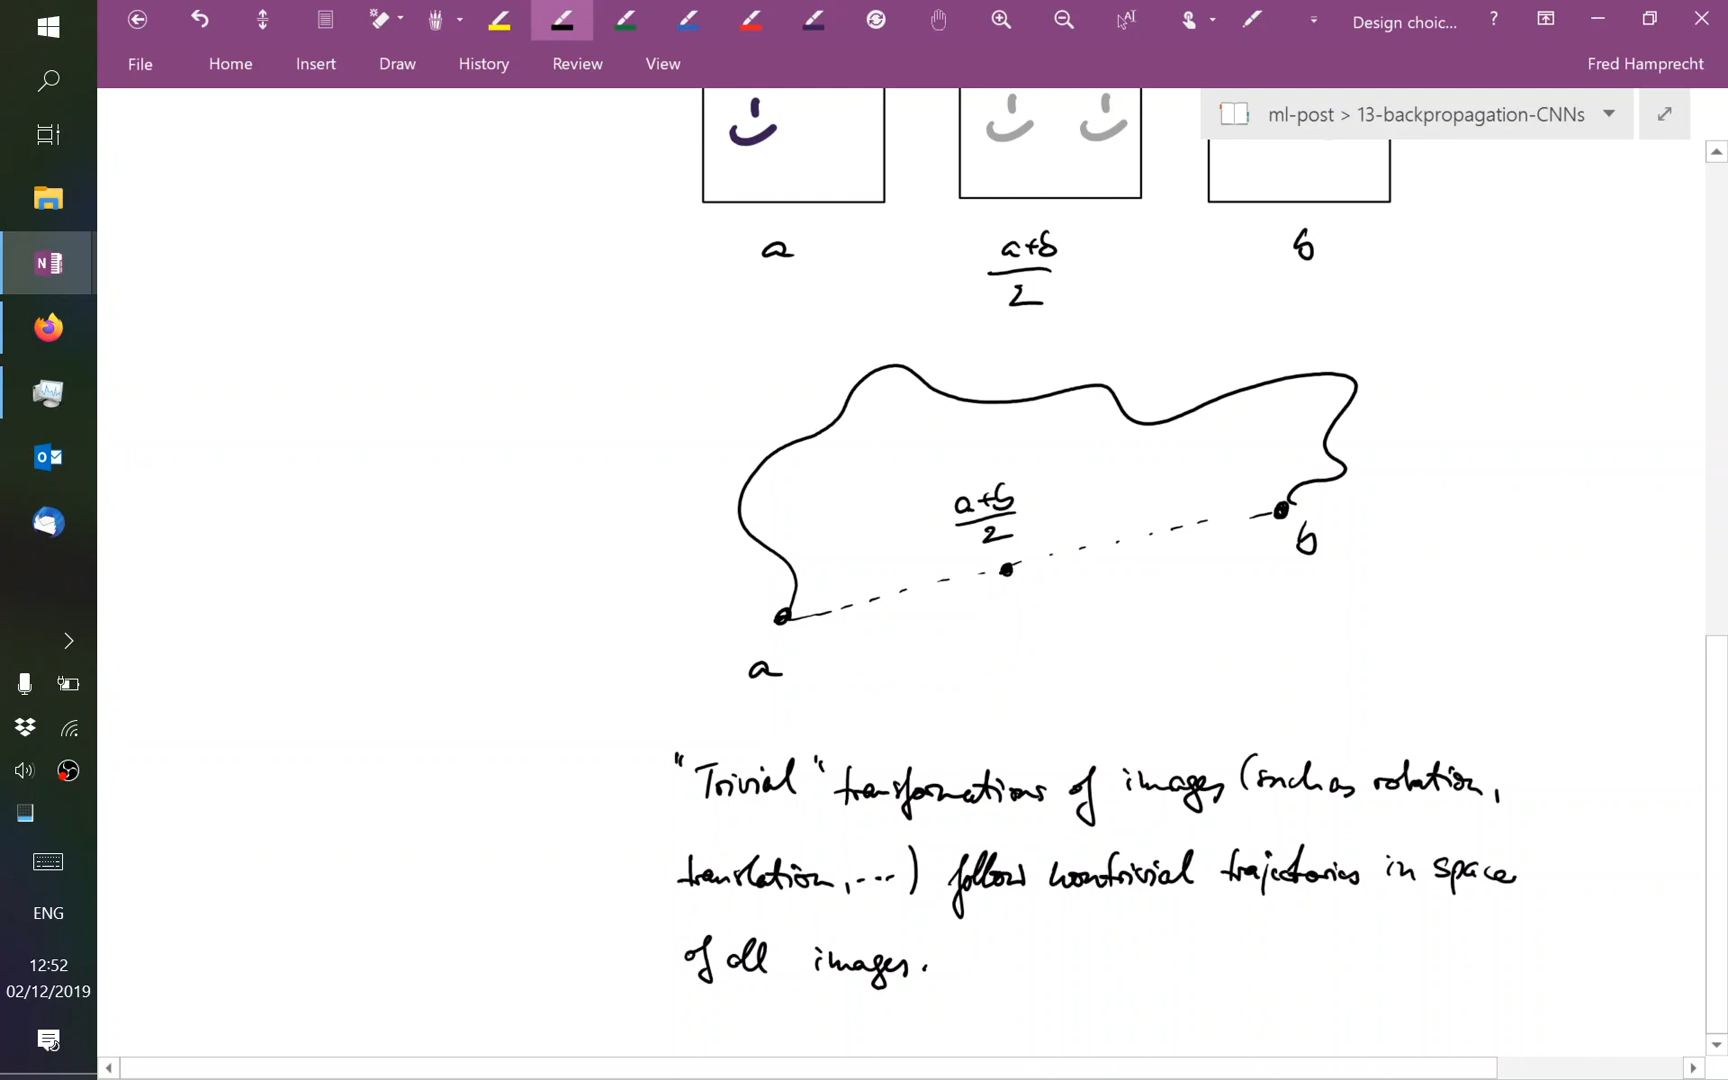 Design choic...
?
File
Home
Insert
Draw
History
Review
View
Fred Hamprecht
ml-post > 13-backpropagation-CNNs
a
a+b
2
b
a+b
2
b
a
"Trivial" transformations of images (such as rotation,
translation, ...) follow nontrivial trajectories in space
of all images.
ENG
12:52
02/12/2019